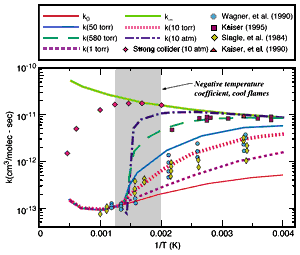 k0
k∞
Wagner, et al. (1990)
k(50 torr)
k(10 torr)
Kaiser (1995)
k(580 torr)
k(10 atm)
Slagle, et al. (1984)
k(1 torr)
Strong collider (10 atm)
Kaiser, et al. (1990)
Negative temperature
coefficient, cool flames
k(cm³/molec - sec)
10-10
10-11
10-12
10-13
0
0.001
0.002
0.003
0.004
1/T (K)